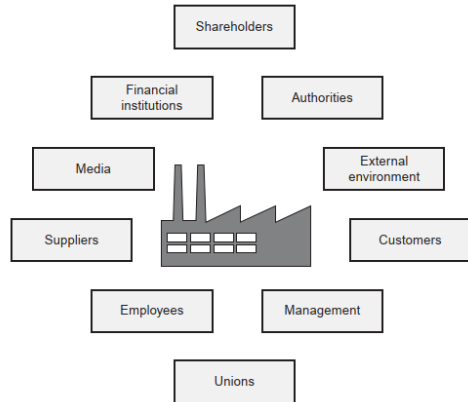 Shareholders
Financial
institutions
Authorities
Media
External
environment
Suppliers
Customers
Employees
Management
Unions